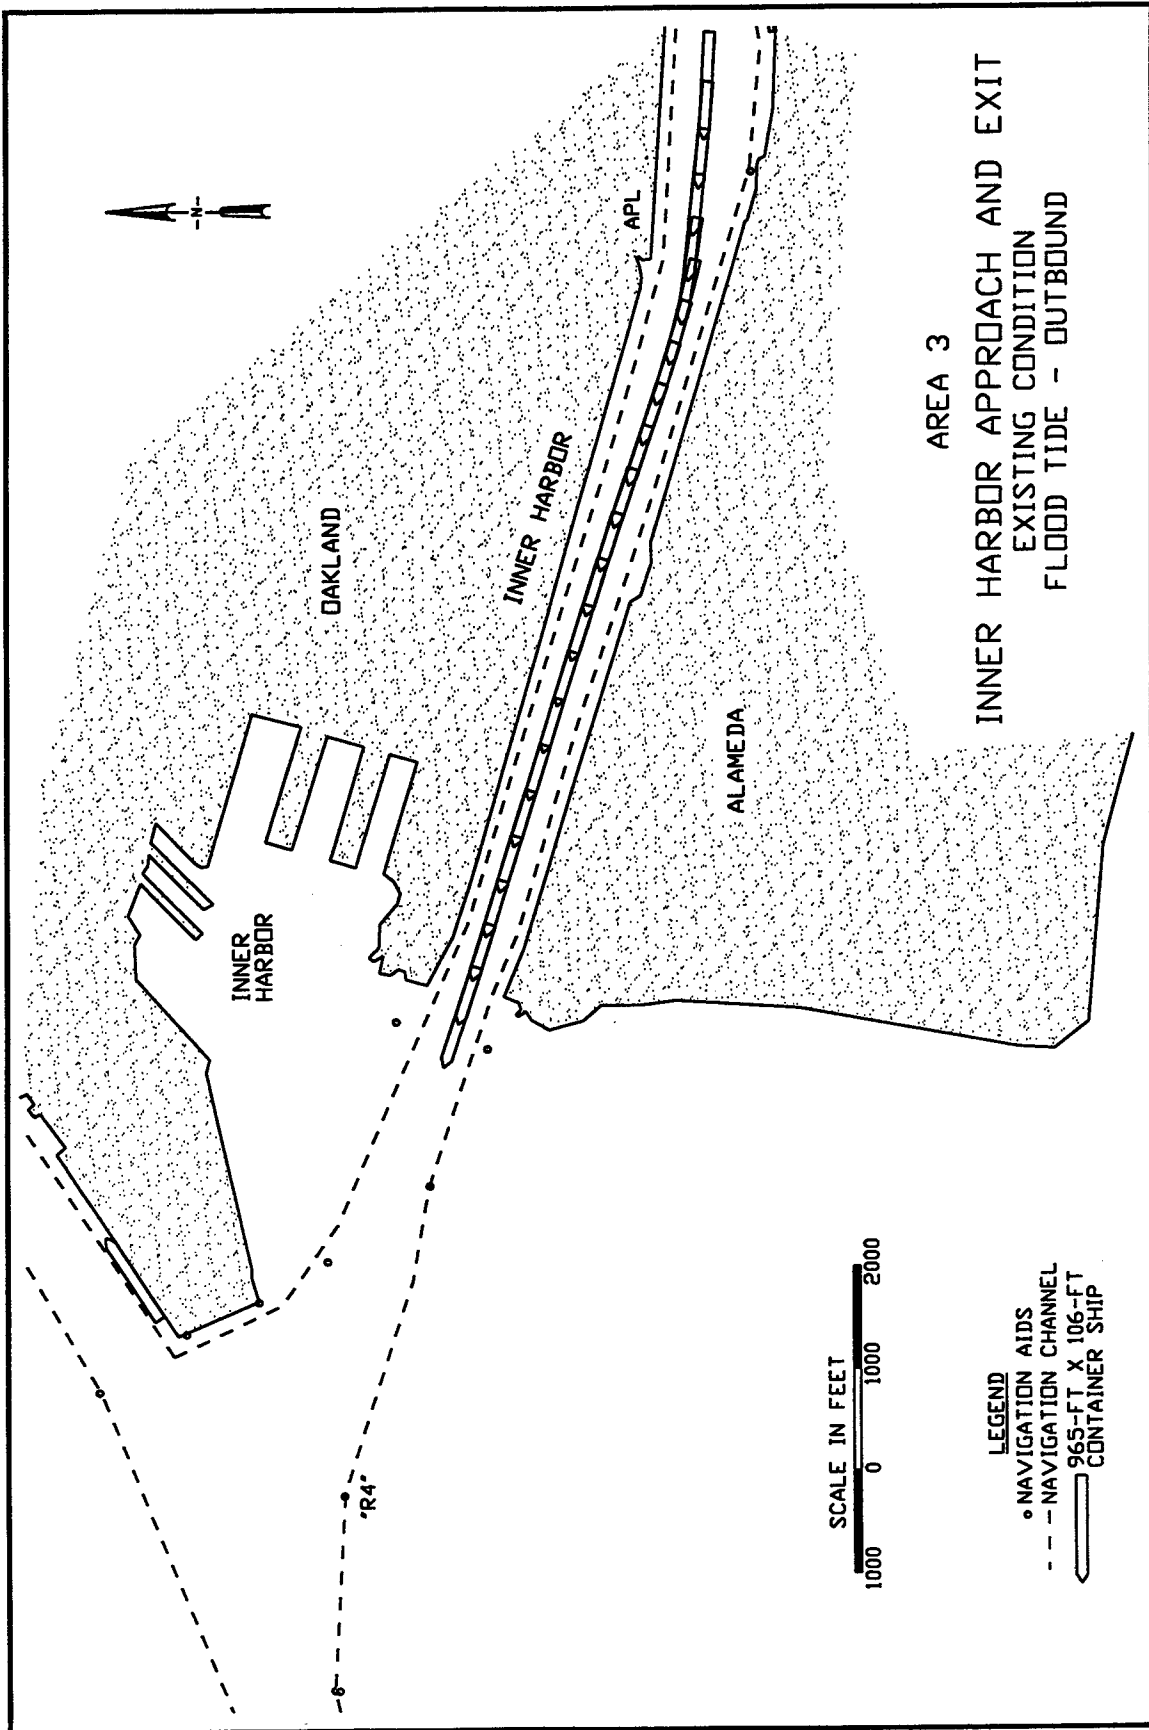 -N-
APL
OAKLAND
INNER HARBOR
INNER
HARBOR
ALAMEDA
"R4"
AREA 3
INNER HARBOR APPROACH AND EXIT
EXISTING CONDITION
FLOOD TIDE - OUTBOUND
SCALE IN FEET
1000 0 1000 2000
LEGEND
NAVIGATION AIDS
NAVIGATION CHANNEL
965-FT X 106-FT
CONTAINER SHIP